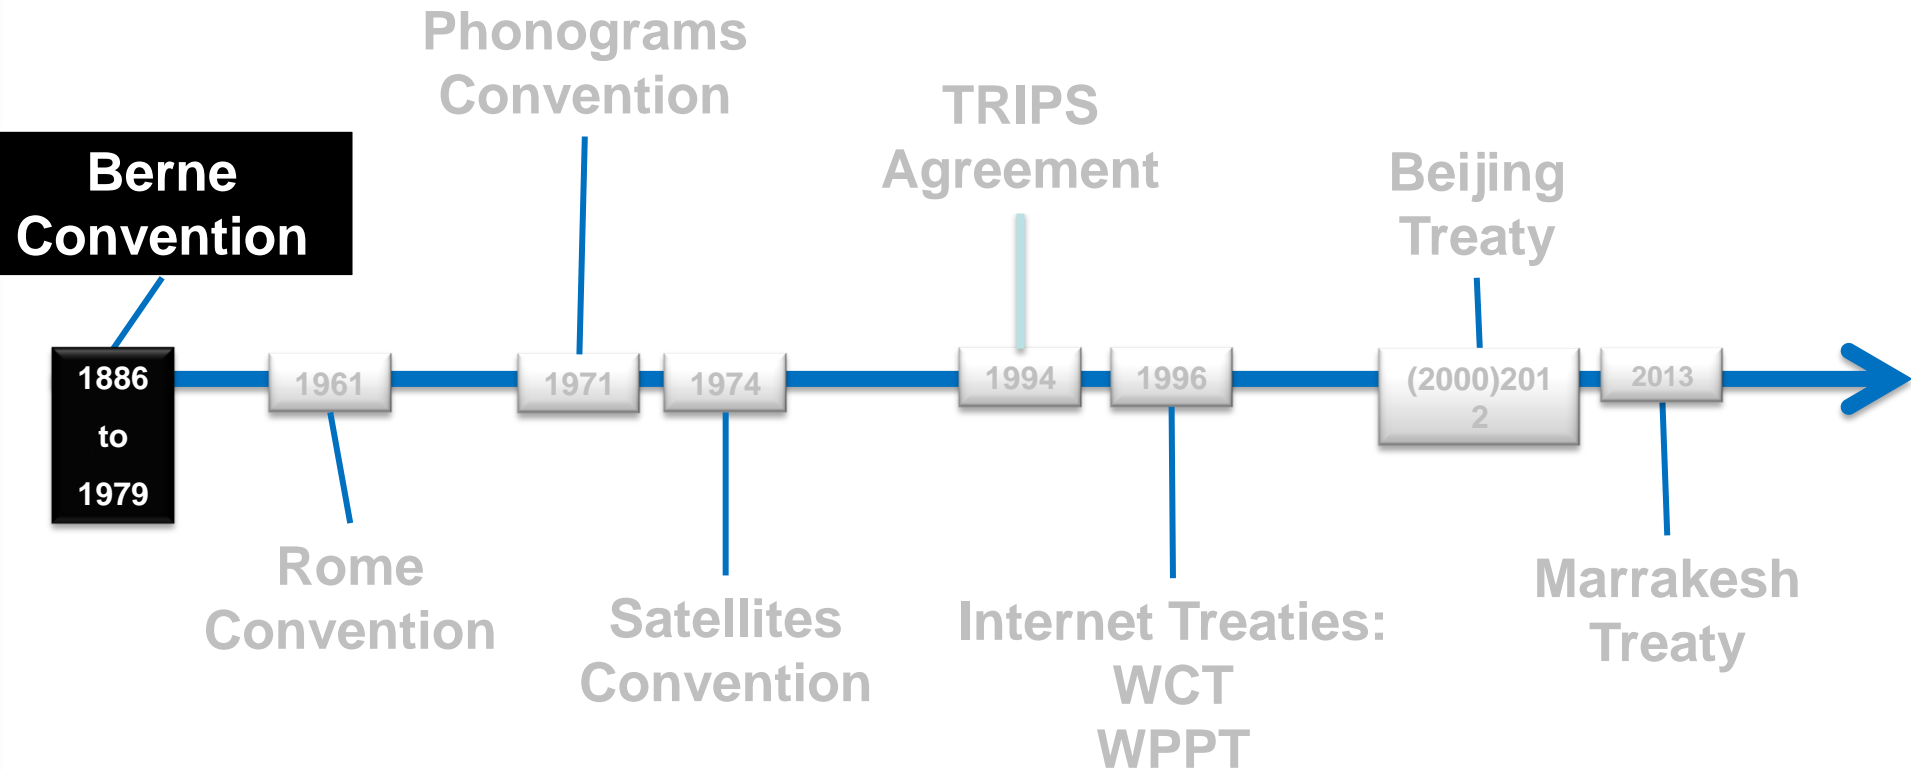 Phonograms
Convention
TRIPS
Agreement
Berne
Convention
Beijing
Treaty
1886
to
1979
1961
1971
1974
1994
1996
(2000)201
2
2013
Rome
Convention
Satellites
Convention
Internet Treaties:
WCT
WPPT
Marrakesh
Treaty